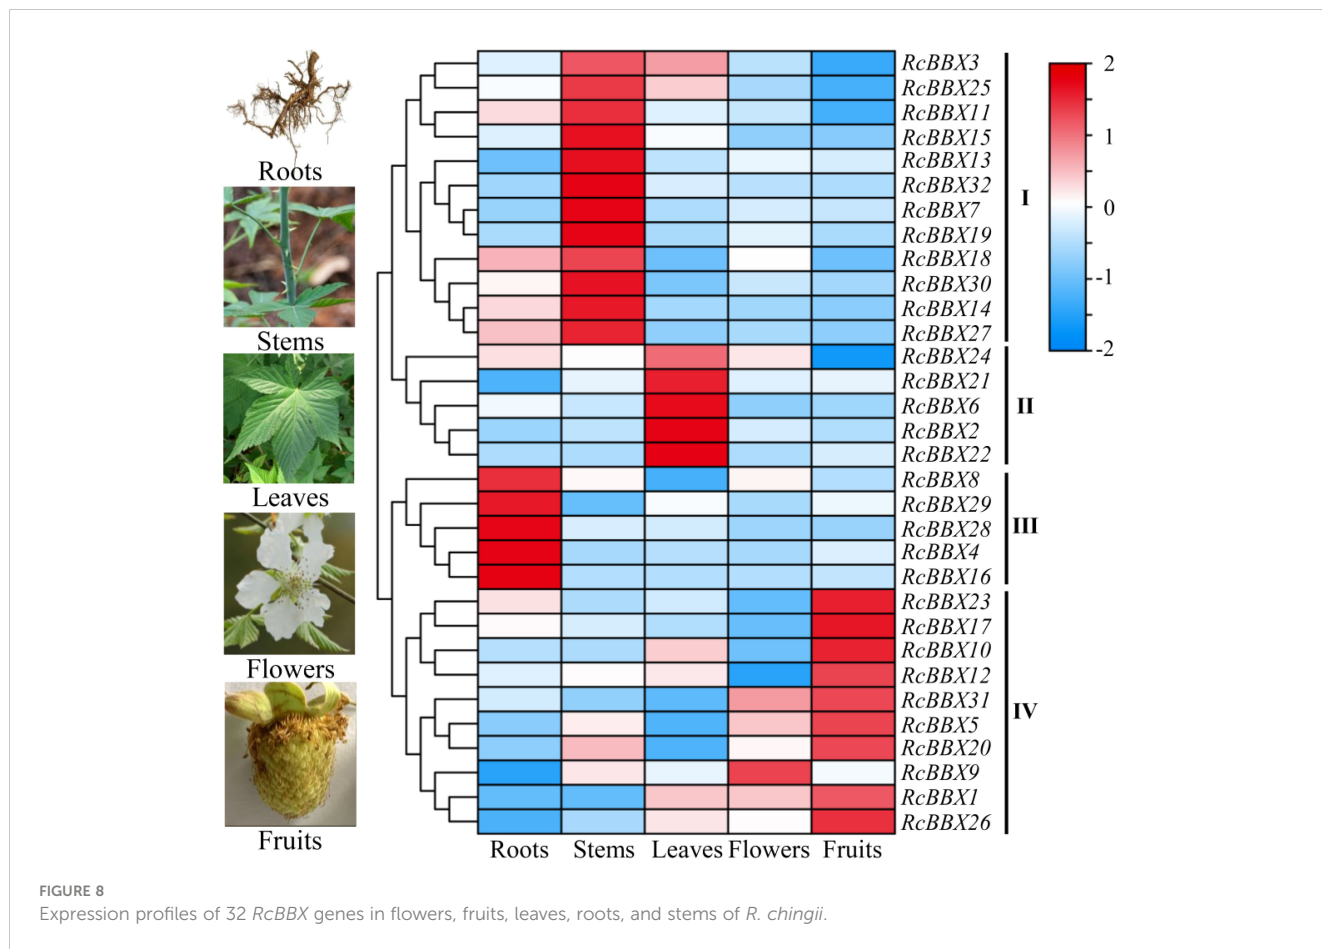 Roots
Stems
Leaves
Flowers
Fruits
RcBBX3
RcBBX25
RcBBX11
RcBBX15
RcBBX13
RcBBX32
RcBBX7
RcBBX19
RcBBX18
RcBBX30
RcBBX14
RcBBX27
RcBBX24
RcBBX21
RcBBX6
RcBBX2
RcBBX22
RcBBX8
RcBBX29
RcBBX28
RcBBX4
RcBBX16
RcBBX23
RcBBX17
RcBBX10
RcBBX12
RcBBX31
RcBBX5
RcBBX20
RcBBX9
RcBBX1
RcBBX26
I
II
III
IV
2
1
0
-1
-2
Roots Stems Leaves Flowers Fruits
FIGURE 8
Expression profiles of 32 RcBBX genes in flowers, fruits, leaves, roots, and stems of R. chingii.